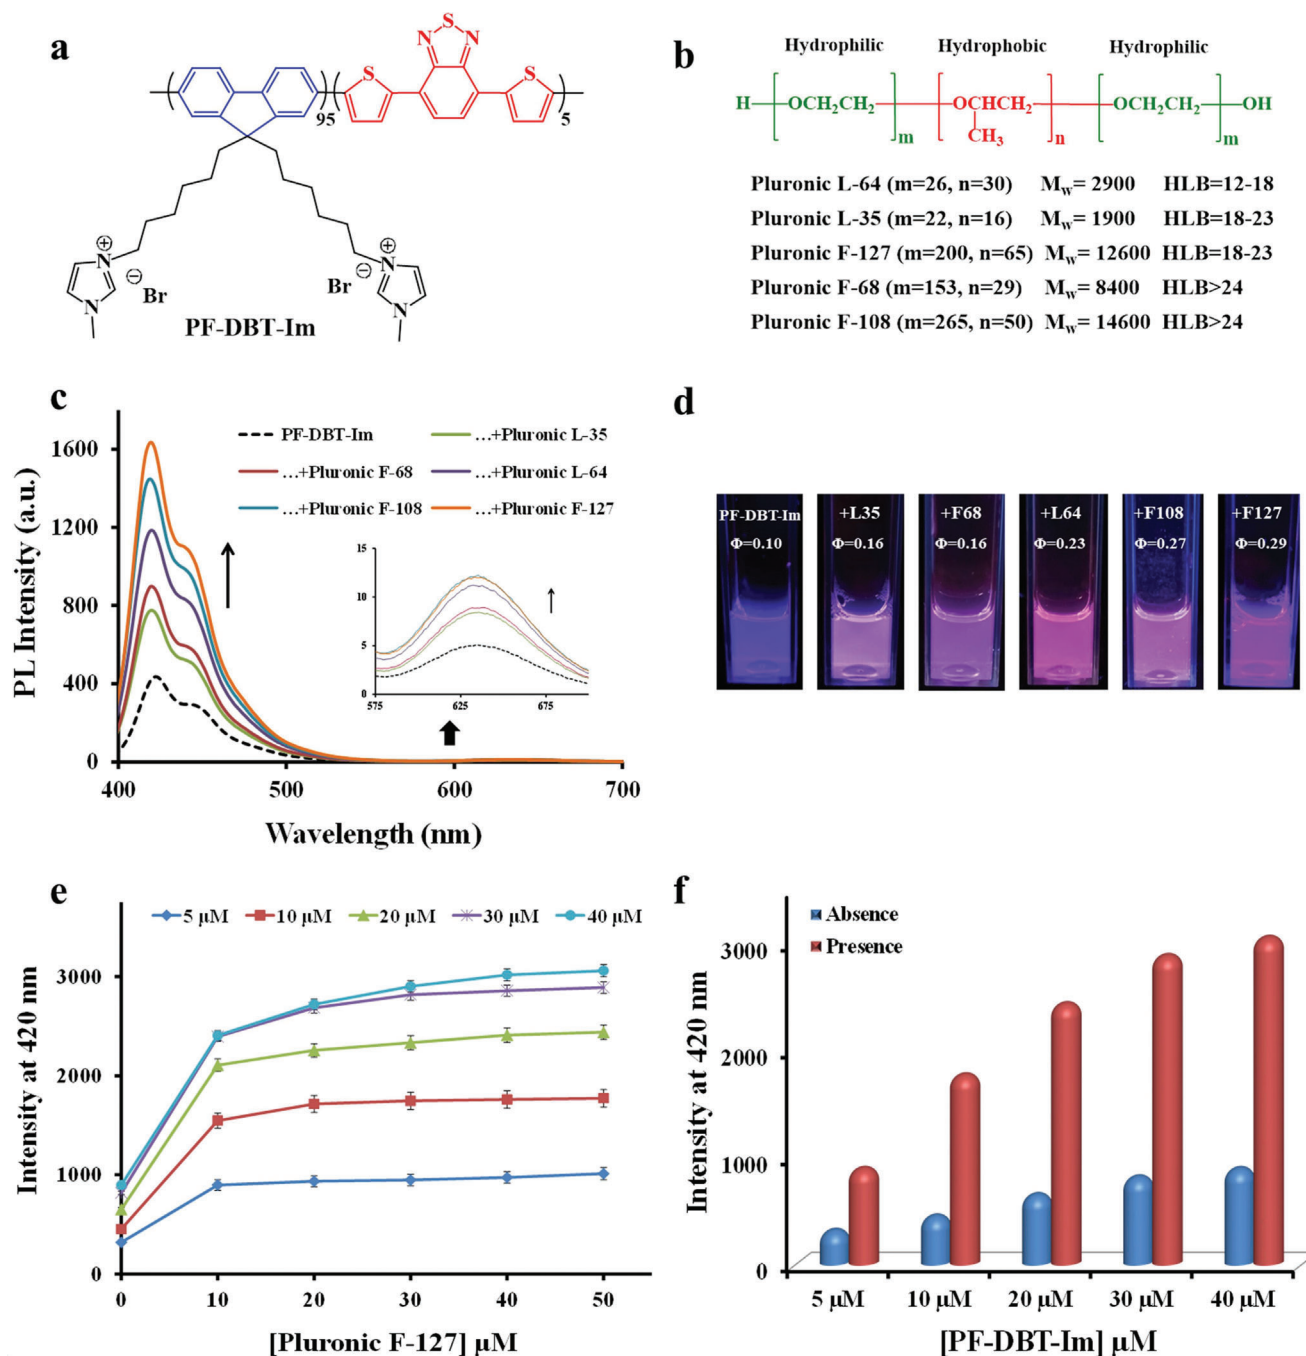 a
S
N N
S S
95 5
N ⊕ ⊕ N
⊖ Br Br ⊖
N N
PF-DBT-Im
b
Hydrophilic Hydrophobic Hydrophilic
H OCH₂CH₂ OCHCH₂ OCH₂CH₂ OH
m CH₃ n m
Pluronic L-64 (m=26, n=30) Mw= 2900 HLB=12-18
Pluronic L-35 (m=22, n=16) Mw= 1900 HLB=18-23
Pluronic F-127 (m=200, n=65) Mw= 12600 HLB=18-23
Pluronic F-68 (m=153, n=29) Mw= 8400 HLB>24
Pluronic F-108 (m=265, n=50) Mw= 14600 HLB>24
c
PL Intensity (a.u.)
1600
1200
800
400
0
PF-DBT-Im …+Pluronic L-35
…+Pluronic F-68 …+Pluronic L-64
…+Pluronic F-108 …+Pluronic F-127
15
10
5
0
575 625 675
400 500 600 700
Wavelength (nm)
d
PF-DBT-Im +L35 +F68 +L64 +F108 +F127
Φ=0.10 Φ=0.16 Φ=0.16 Φ=0.23 Φ=0.27 Φ=0.29
e
5 µM 10 µM 20 µM 30 µM 40 µM
Intensity at 420 nm
3000
2000
1000
0
0 10 20 30 40 50
[Pluronic F-127] µM
f
Absence
Presence
Intensity at 420 nm
3000
2000
1000
0
5 µM 10 µM 20 µM 30 µM 40 µM
[PF-DBT-Im] µM